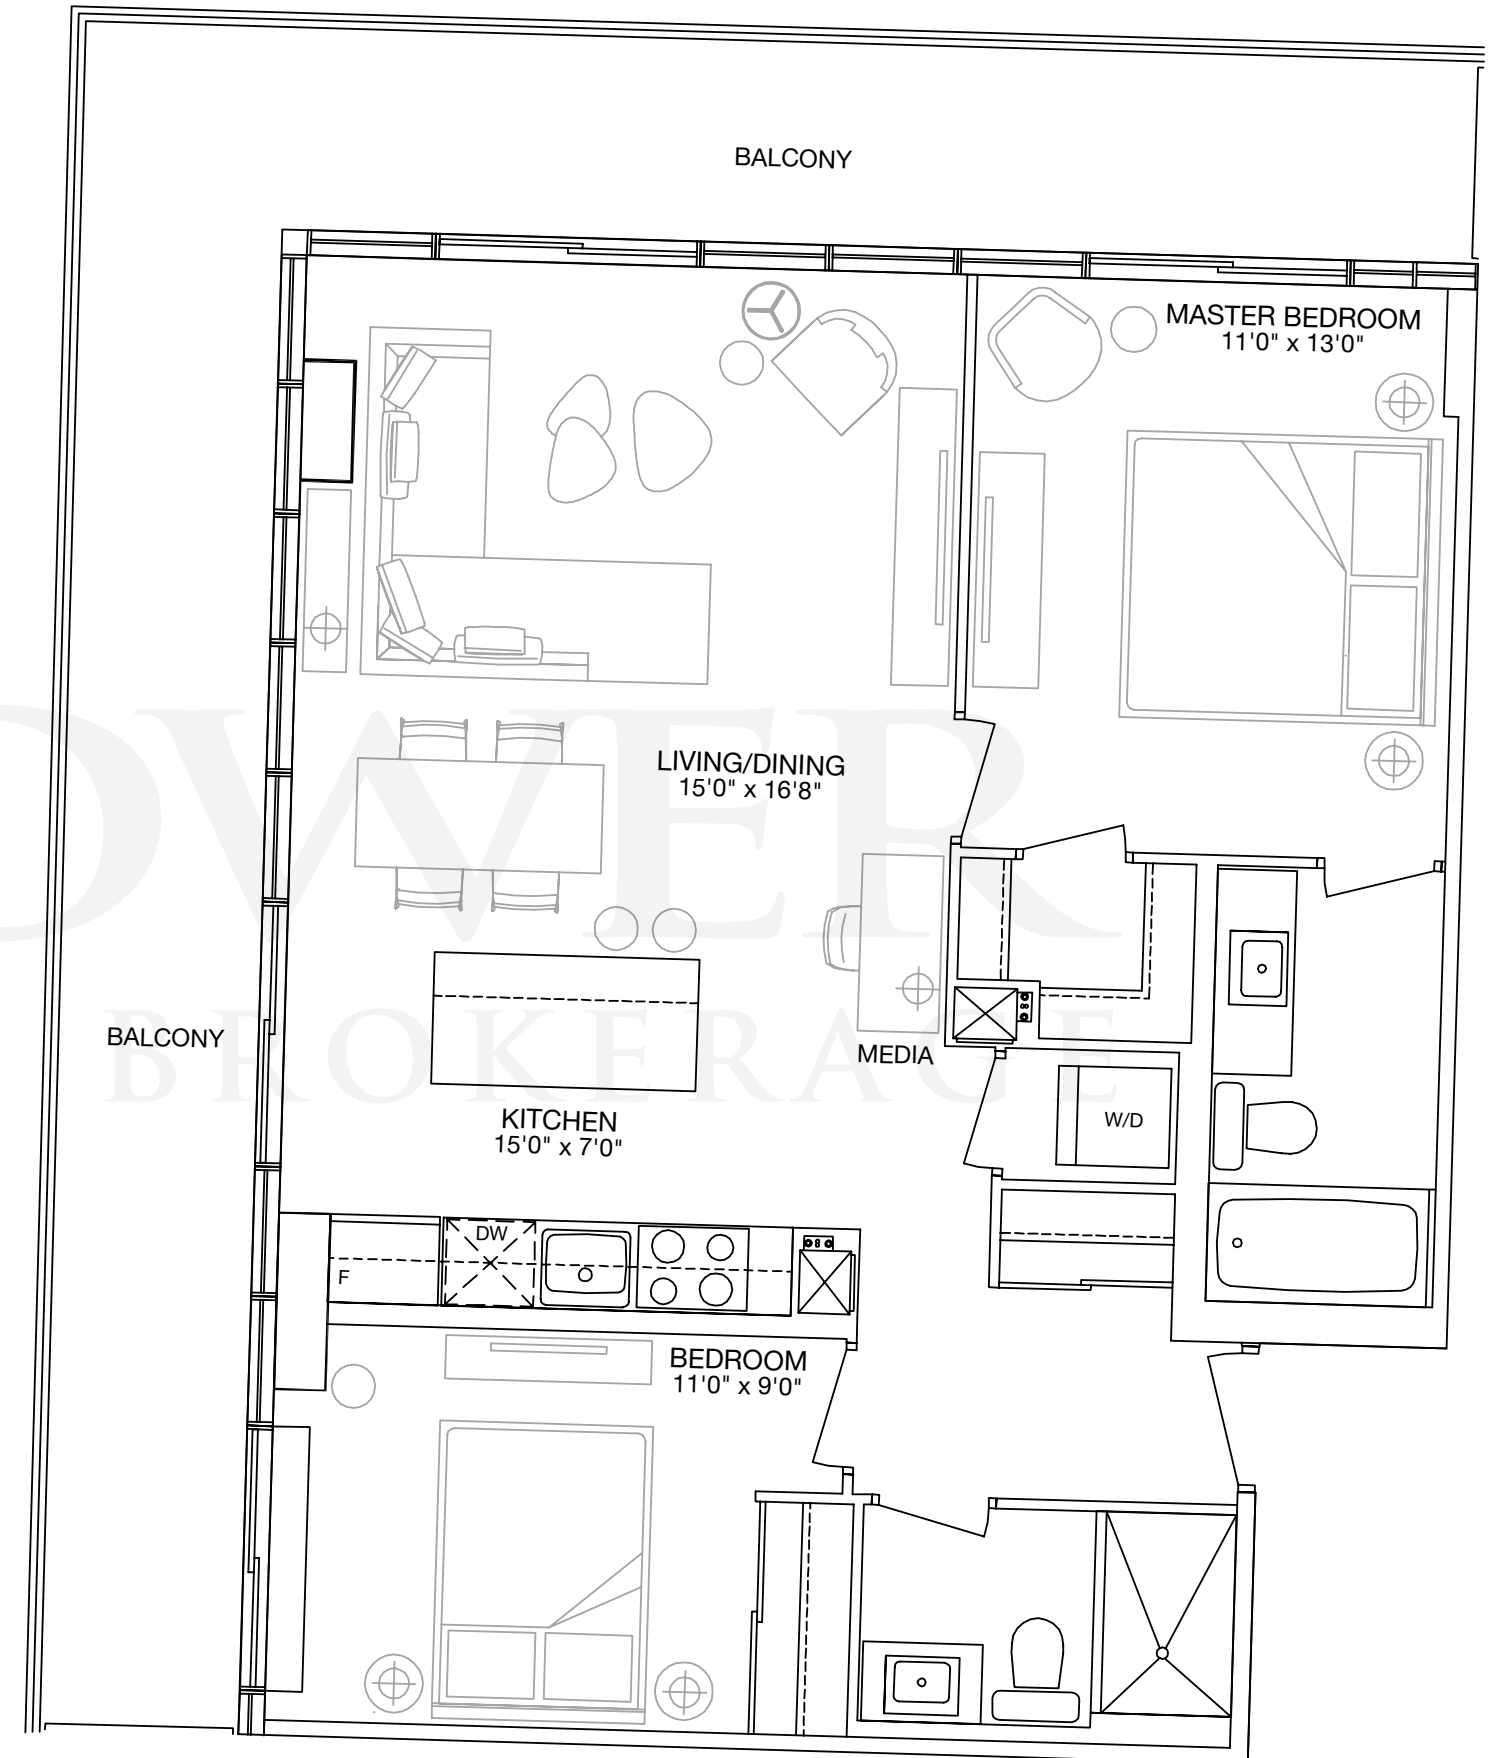 BALCONY
MASTER BEDROOM
11'0" x 13'0"
LIVING/DINING
15'0" x 16'8"
OWER
BROKERAGE
BALCONY
MEDIA
KITCHEN
15'0" x 7'0"
W/D
DW
F
BEDROOM
11'0" x 9'0"